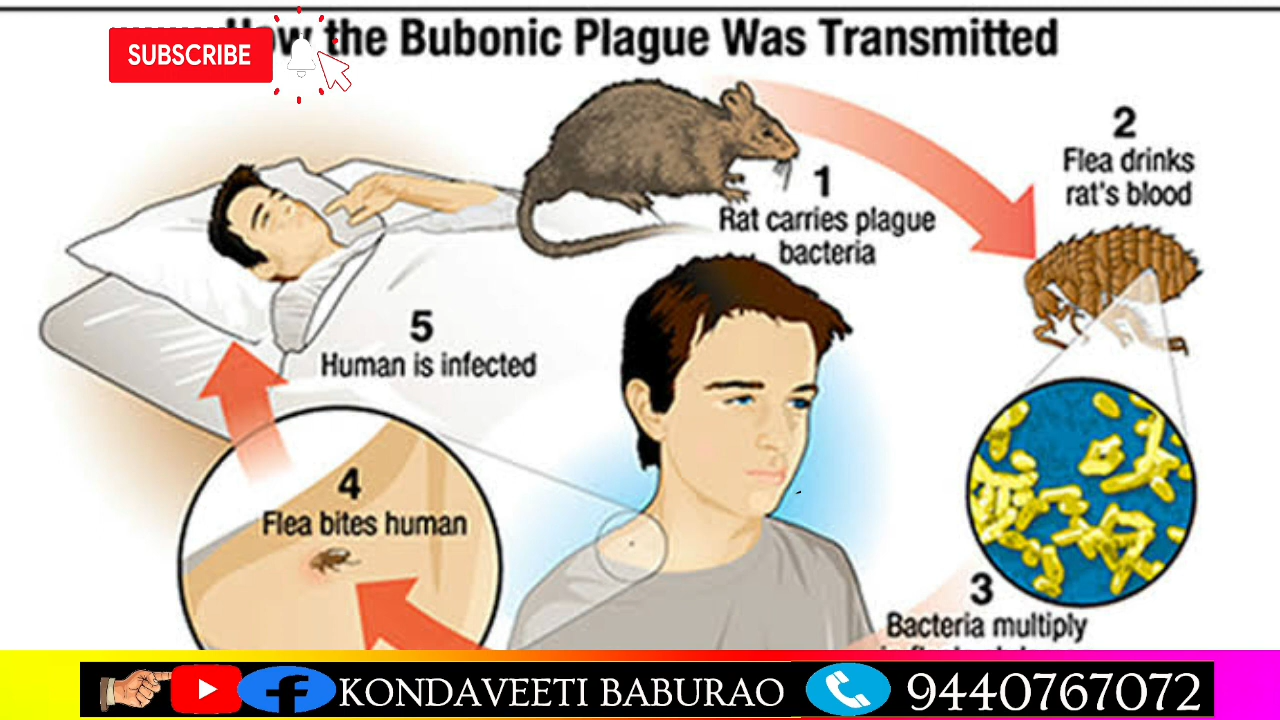 SUBSCRIBE
How the Bubonic Plague Was Transmitted
1
Rat carries plague
bacteria
2
Flea drinks
rat's blood
3
Bacteria multiply
4
Flea bites human
5
Human is infected
KONDAVEETI BABURAO
9440767072